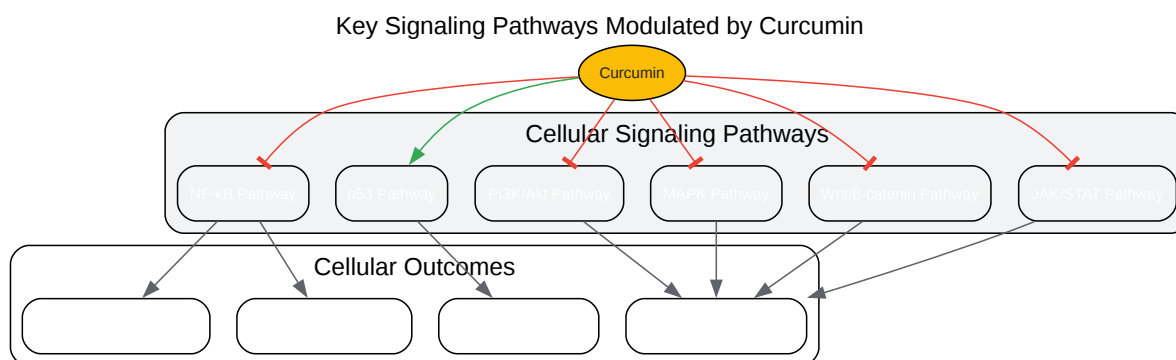 Key Signaling Pathways Modulated by Curcumin
Curcumin
Cellular Signaling Pathways
NF-κB Pathway
p53 Pathway
PI3K/Akt Pathway
MAPK Pathway
Wnt/β-catenin Pathway
JAK/STAT Pathway
Cellular Outcomes